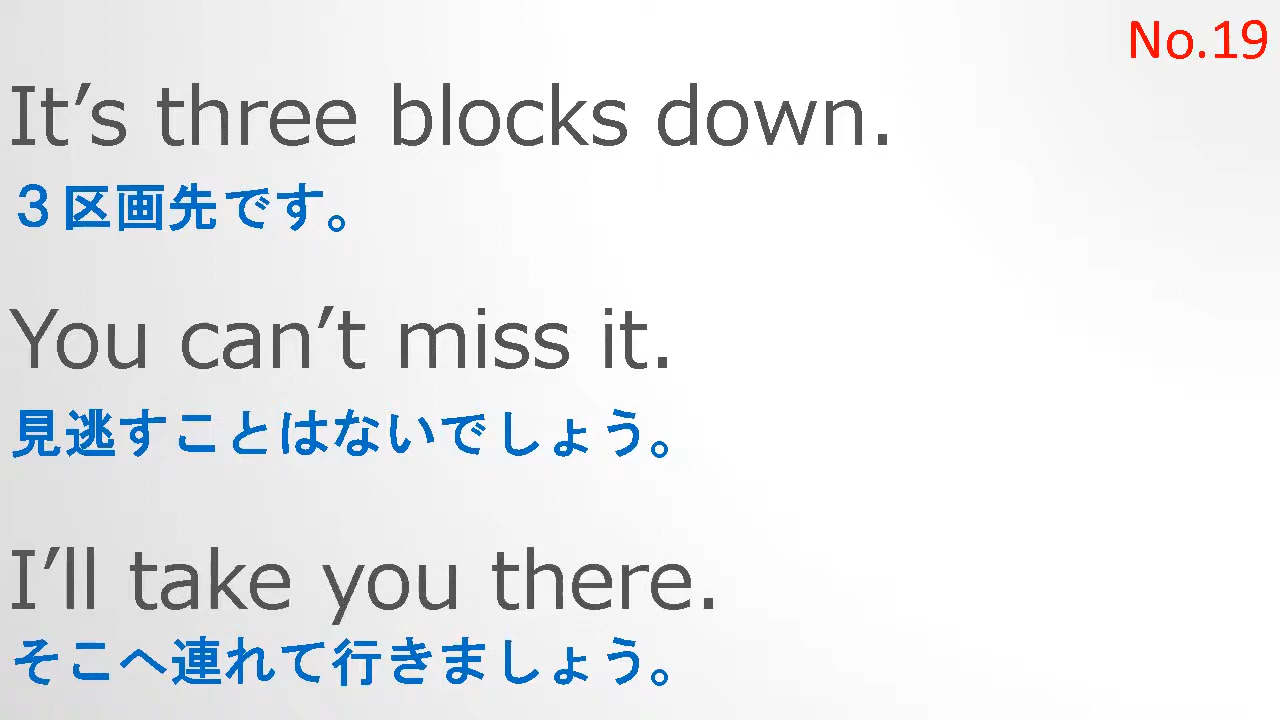 No.19
It’s three blocks down.
３区画先です。
You can’t miss it.
見逃すことはないでしょう。
I’ll take you there.
そこへ連れて行きましょう。